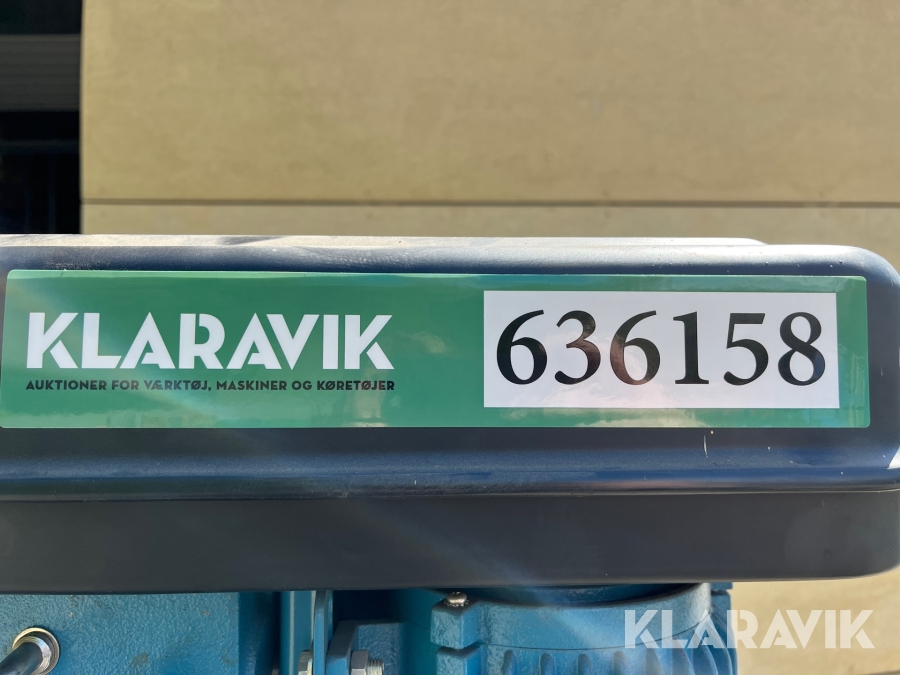 KLARAVIK
AUKTIONER FOR VÆRKTØJ, MASKINER OG KØRETØJER
636158
KLARAVIK